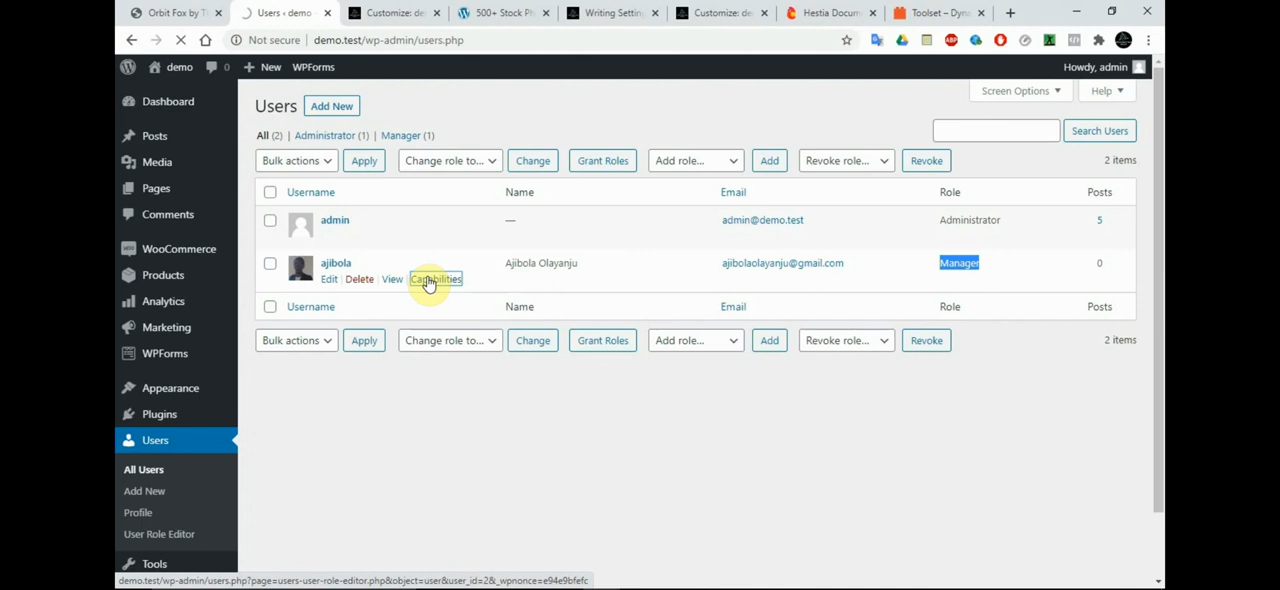 Orbit Fox by T
Users ‹ demo
Customize: de
500+ Stock Ph
Writing Settin
Customize: de
Hestia Docum
Toolset – Dyna
Not secure
demo.test/wp-admin/users.php
ABP
demo
0
New
WPForms
Howdy, admin
Dashboard
Posts
Media
Pages
Comments
WooCommerce
Products
Analytics
Marketing
WPForms
Appearance
Plugins
Users
All Users
Add New
Profile
User Role Editor
Tools
Screen Options
Help
Users
Add New
All (2) | Administrator (1) | Manager (1)
Search Users
Bulk actions
Apply
Change role to...
Change
Grant Roles
Add role...
Add
Revoke role...
Revoke
2 items
Username Name Email Role Posts
admin — admin@demo.test Administrator 5
ajibola Ajibola Olayanju ajibolaolayanju@gmail.com Manager 0
Edit | Delete | View | Capabilities
Username Name Email Role Posts
Bulk actions
Apply
Change role to...
Change
Grant Roles
Add role...
Add
Revoke role...
Revoke
2 items
demo.test/wp-admin/users.php?page=users-user-role-editor.php&object=user&user_id=2&_wpnonce=e94e9bfefc